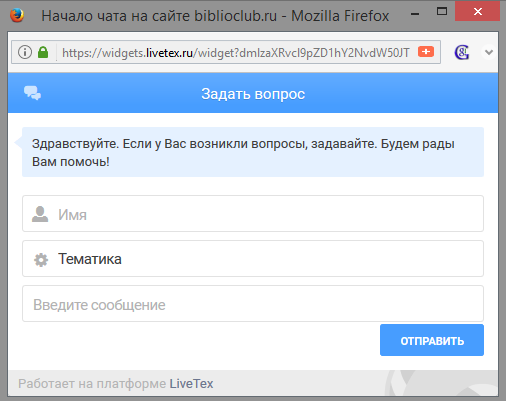 Начало чата на сайте biblioclub.ru - Mozilla Firefox
https://widgets.livetex.ru/widget?dmlzaXRvcl9pZD1hY2NvdW50JT
Задать вопрос
Здравствуйте. Если у Вас возникли вопросы, задавайте. Будем рады
Вам помочь!
Имя
Тематика
Введите сообщение
ОТПРАВИТЬ
Работает на платформе LiveTex